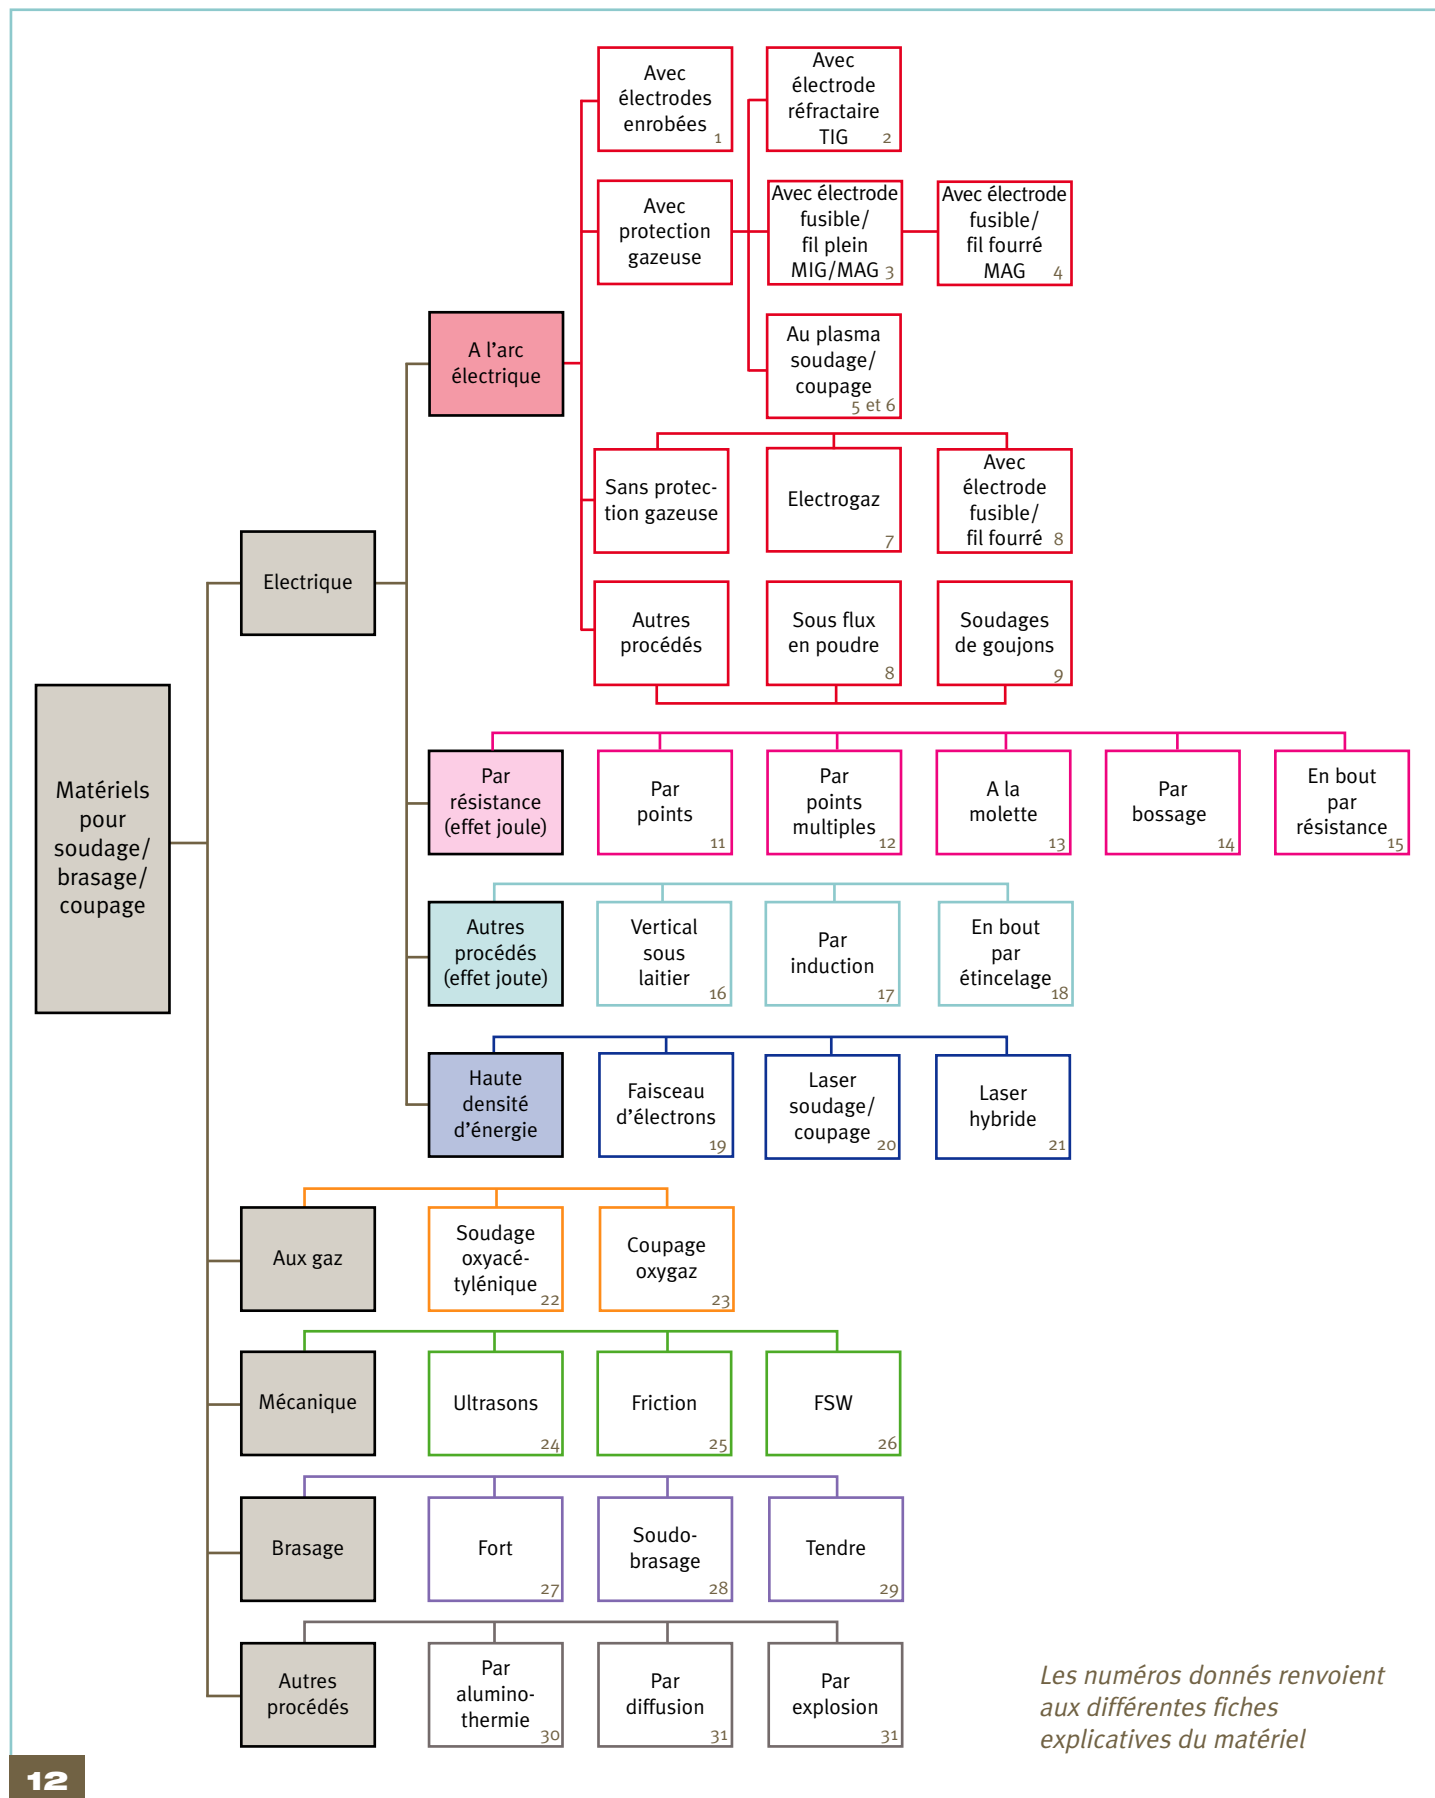 Avec
électrodes
enrobées
1
Avec
électrode
réfractaire
TIG
2
Avec
protection
gazeuse
Avec électrode
fusible/
fil plein
MIG/MAG 3
Avec électrode
fusible/
fil fourré
MAG
4
A l'arc
électrique
Au plasma
soudage/
coupage
5 et 6
Sans protec-
tion gazeuse
Electrogaz
7
Avec
électrode
fusible/
fil fourré 8
Electrique
Autres
procédés
Sous flux
en poudre
8
Soudages
de goujons
9
Matériels
pour
soudage/
brasage/
coupage
Par
résistance
(effet joule)
Par
points
11
Par
points
multiples
12
A la
molette
13
Par
bossage
14
En bout
par
résistance
15
Autres
procédés
(effet joute)
Vertical
sous
laitier
16
Par
induction
17
En bout
par
étincelage
18
Haute
densité
d'énergie
Faisceau
d'électrons
19
Laser
soudage/
coupage
20
Laser
hybride
21
Aux gaz
Soudage
oxyacé-
tylénique
22
Coupage
oxygaz
23
Mécanique
Ultrasons
24
Friction
25
FSW
26
Brasage
Fort
27
Soudo-
brasage
28
Tendre
29
Autres
procédés
Par
alumino-
thermie
30
Par
diffusion
31
Par
explosion
31
Les numéros donnés renvoient
aux différentes fiches
explicatives du matériel
12